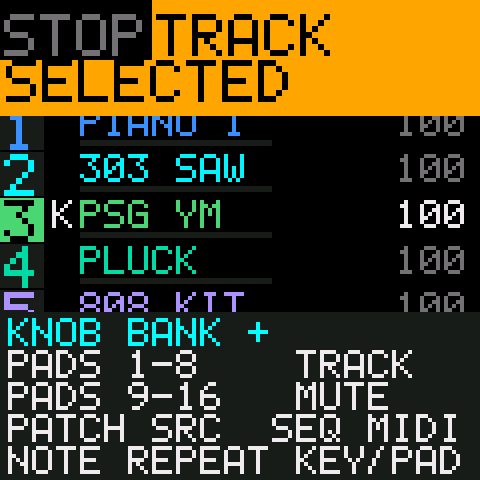 STOP TRACK
SELECTED
1 PIANO 1 100
2 303 SAW 100
3 K PSG YM 100
4 PLUCK 100
5 808 KIT 100
KNOB BANK +
PADS 1-8 TRACK
PADS 9-16 MUTE
PATCH SRC SEQ MIDI
NOTE REPEAT KEY/PAD